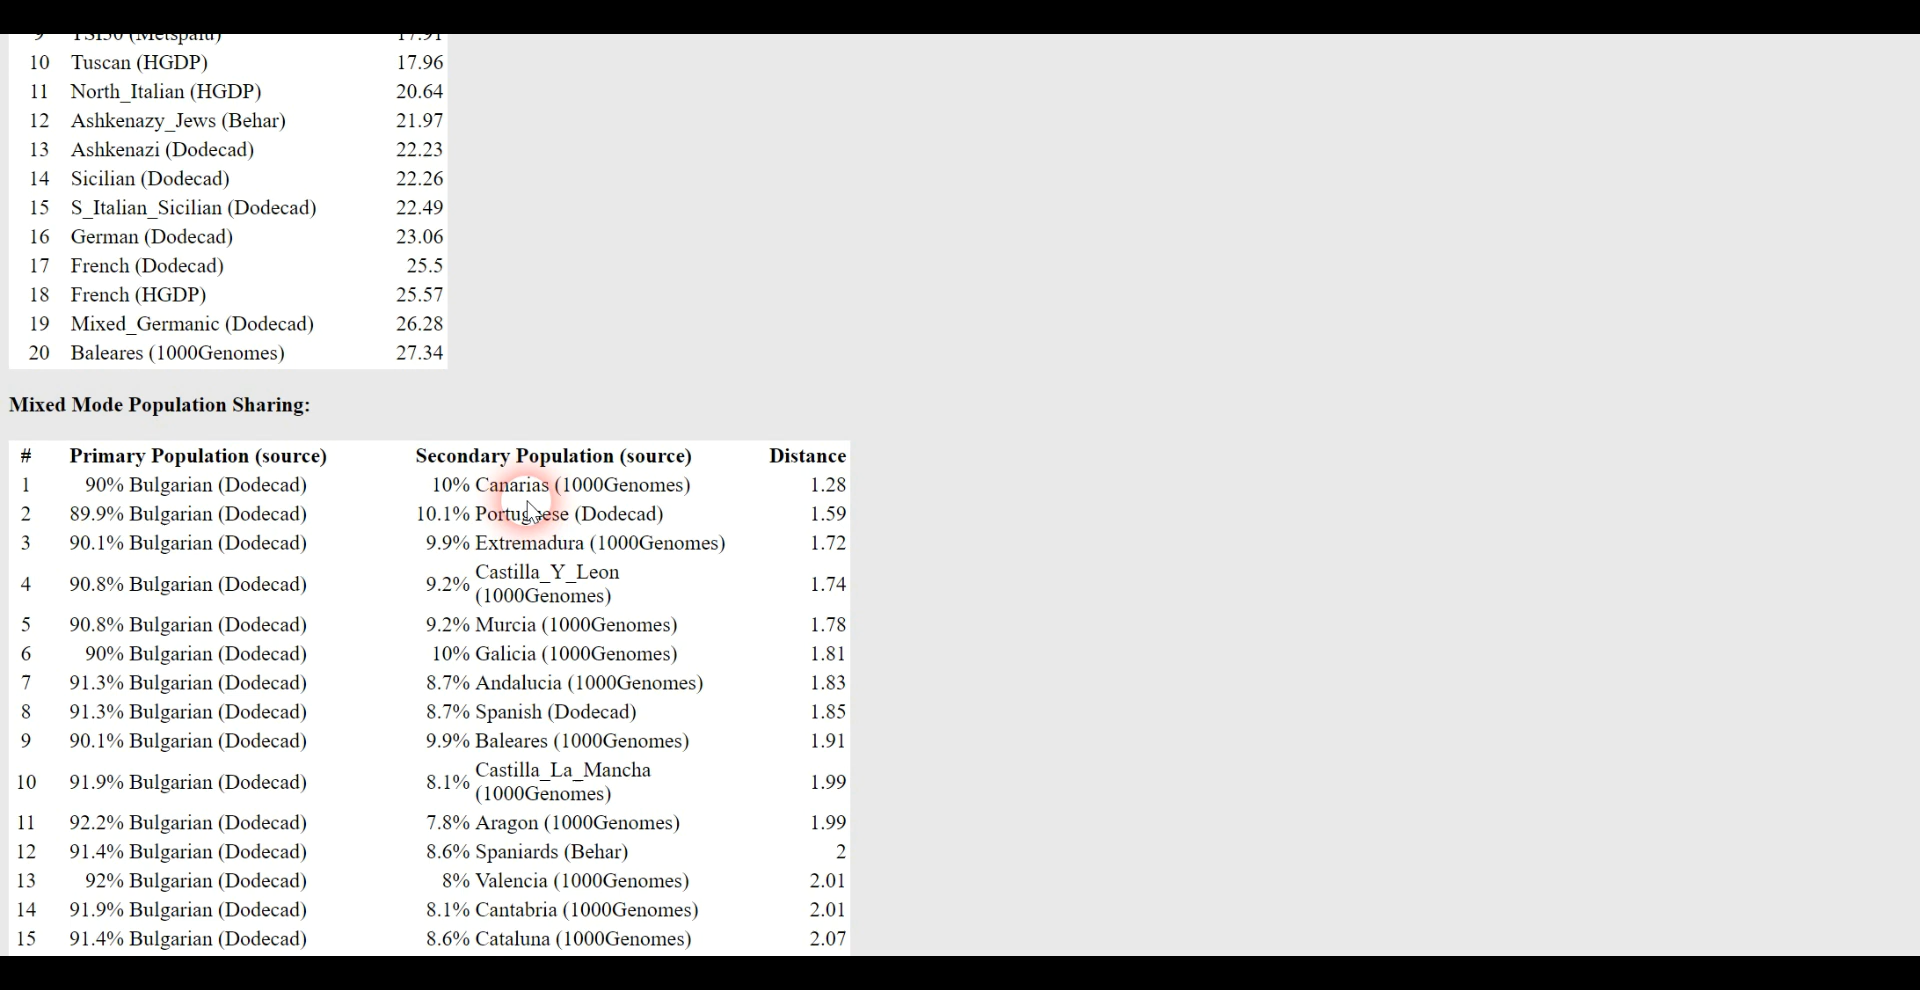 10 Tuscan (HGDP) 17.96
11 North_Italian (HGDP) 20.64
12 Ashkenazy_Jews (Behar) 21.97
13 Ashkenazi (Dodecad) 22.23
14 Sicilian (Dodecad) 22.26
15 S_Italian_Sicilian (Dodecad) 22.49
16 German (Dodecad) 23.06
17 French (Dodecad) 25.5
18 French (HGDP) 25.57
19 Mixed_Germanic (Dodecad) 26.28
20 Baleares (1000Genomes) 27.34
Mixed Mode Population Sharing:
# Primary Population (source) Secondary Population (source) Distance
1 90% Bulgarian (Dodecad) 10% Canarias (1000Genomes) 1.28
2 89.9% Bulgarian (Dodecad) 10.1% Portuguese (Dodecad) 1.59
3 90.1% Bulgarian (Dodecad) 9.9% Extremadura (1000Genomes) 1.72
4 90.8% Bulgarian (Dodecad) 9.2% Castilla_Y_Leon (1000Genomes) 1.74
5 90.8% Bulgarian (Dodecad) 9.2% Murcia (1000Genomes) 1.78
6 90% Bulgarian (Dodecad) 10% Galicia (1000Genomes) 1.81
7 91.3% Bulgarian (Dodecad) 8.7% Andalucia (1000Genomes) 1.83
8 91.3% Bulgarian (Dodecad) 8.7% Spanish (Dodecad) 1.85
9 90.1% Bulgarian (Dodecad) 9.9% Baleares (1000Genomes) 1.91
10 91.9% Bulgarian (Dodecad) 8.1% Castilla_La_Mancha (1000Genomes) 1.99
11 92.2% Bulgarian (Dodecad) 7.8% Aragon (1000Genomes) 1.99
12 91.4% Bulgarian (Dodecad) 8.6% Spaniards (Behar) 2
13 92% Bulgarian (Dodecad) 8% Valencia (1000Genomes) 2.01
14 91.9% Bulgarian (Dodecad) 8.1% Cantabria (1000Genomes) 2.01
15 91.4% Bulgarian (Dodecad) 8.6% Cataluna (1000Genomes) 2.07